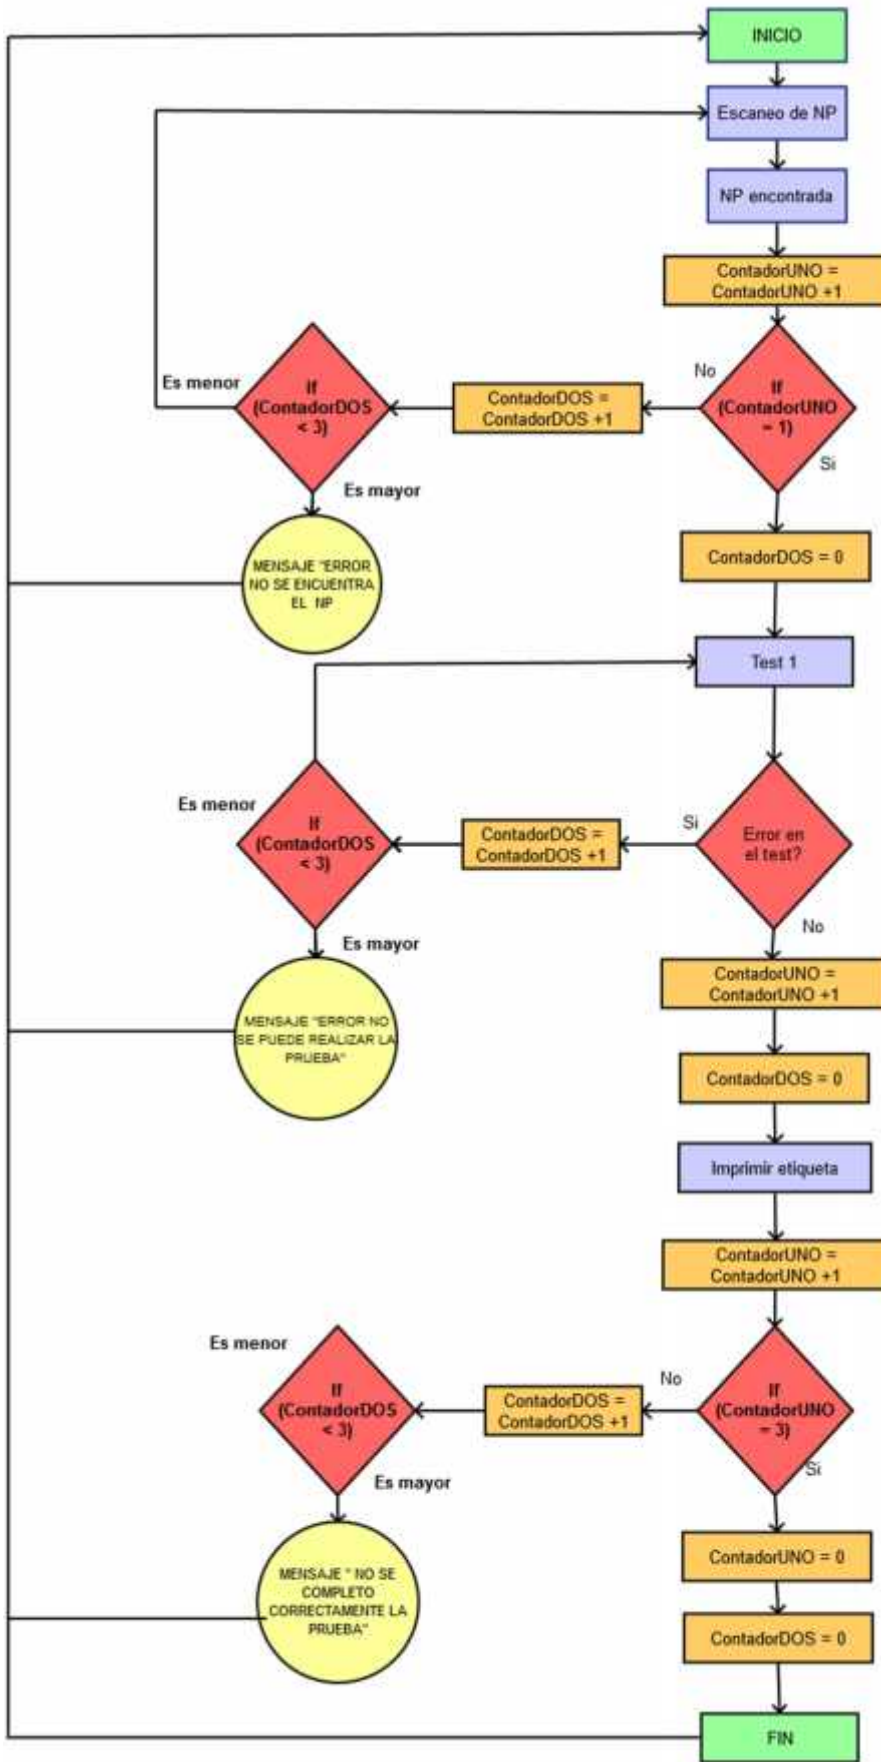 INICIO
Escaneo de NP
NP encontrada
ContadorUNO =
ContadorUNO +1
If
(ContadorUNO
= 1)
No
Si
ContadorDOS =
ContadorDOS +1
If
(ContadorDOS
< 3)
Es menor
Es mayor
MENSAJE "ERROR
NO SE ENCUENTRA
EL NP
ContadorDOS = 0
Test 1
Error en
el test?
Si
No
ContadorDOS =
ContadorDOS +1
If
(ContadorDOS
< 3)
Es menor
Es mayor
MENSAJE "ERROR NO
SE PUEDE REALIZAR LA
PRUEBA"
ContadorUNO =
ContadorUNO +1
ContadorDOS = 0
Imprimir etiqueta
ContadorUNO =
ContadorUNO +1
If
(ContadorUNO
= 3)
No
Si
ContadorDOS =
ContadorDOS +1
If
(ContadorDOS
< 3)
Es menor
Es mayor
MENSAJE " NO SE
COMPLETO
CORRECTAMENTE LA
PRUEBA"
ContadorUNO = 0
ContadorDOS = 0
FIN